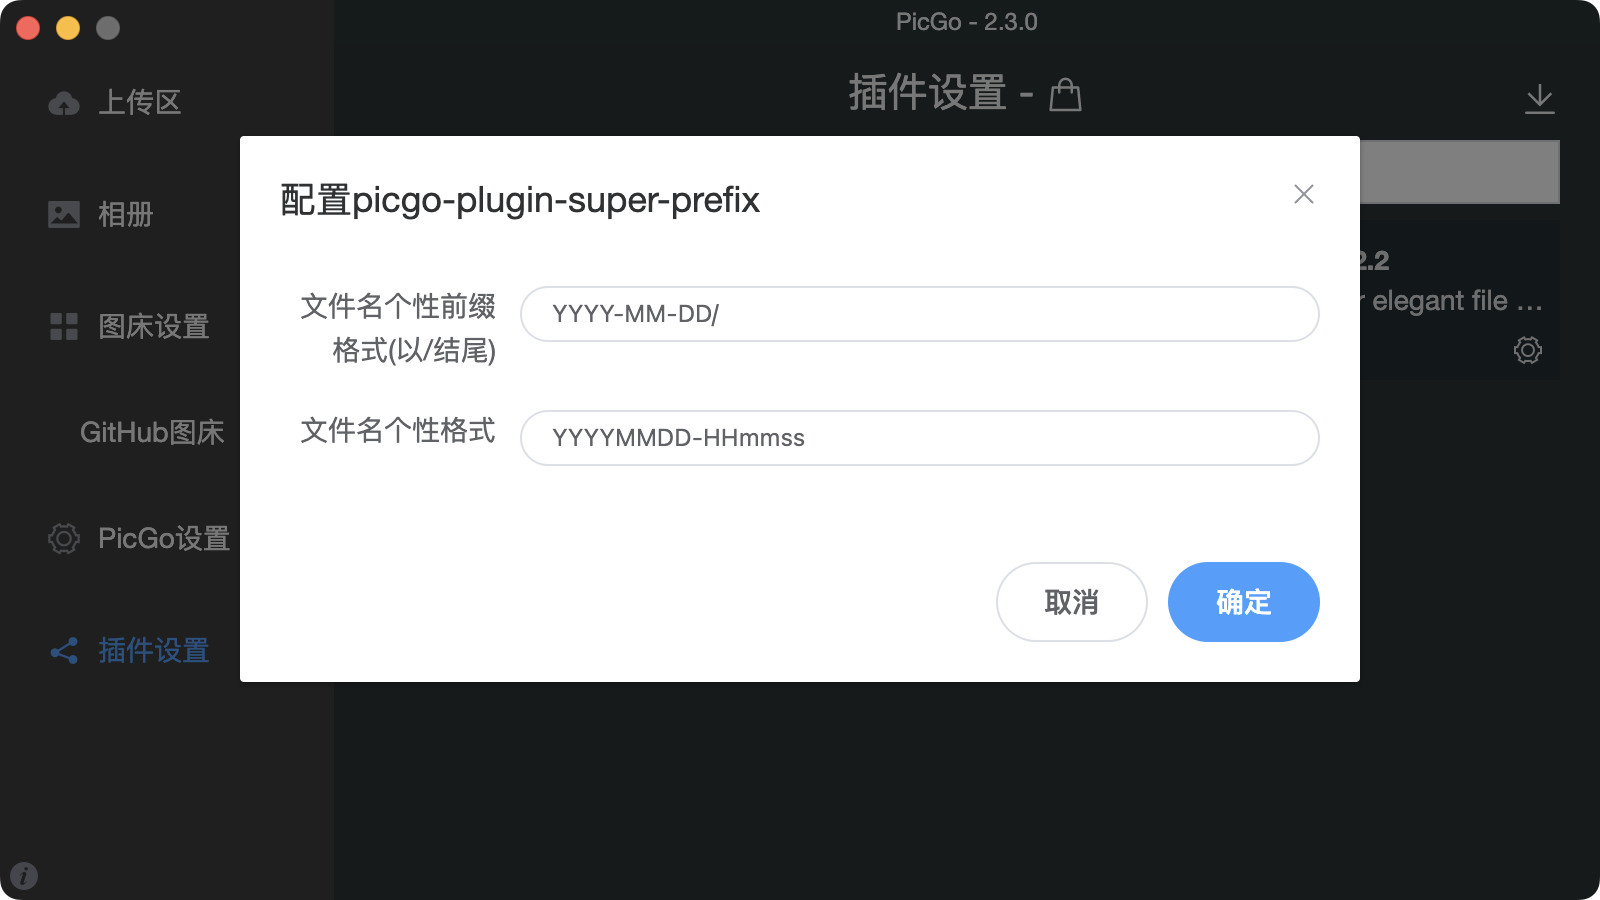 PicGo - 2.3.0
上传区
相册
图床设置
GitHub图床
PicGo设置
插件设置
插件设置 -
2.2
elegant file ...
配置picgo-plugin-super-prefix
文件名个性前缀
格式(以/结尾)
YYYY-MM-DD/
文件名个性格式
YYYYMMDD-HHmmss
取消
确定